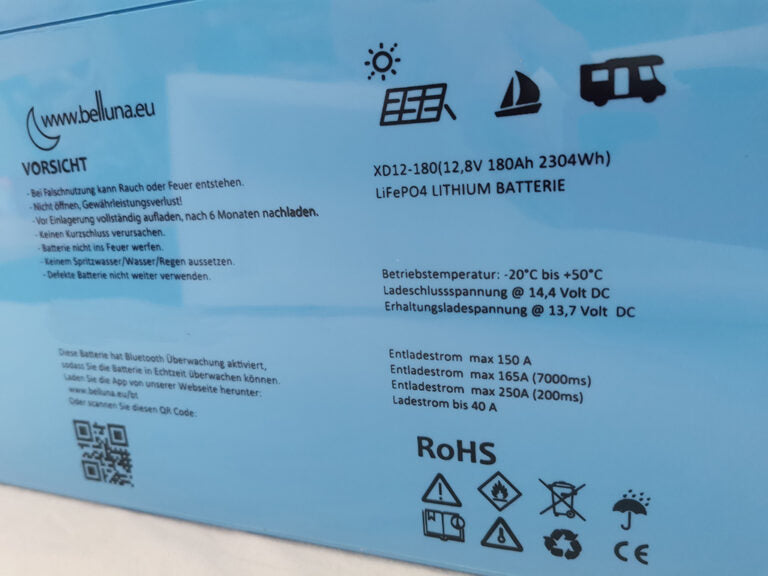 www.belluna.eu
VORSICHT
- Bei Falschnutzung kann Rauch oder Feuer entstehen.
- Nicht öffnen, Gewährleistungsverlust!
- Vor Einlagerung vollständig aufladen, nach 6 Monaten nachladen.
- Keinen Kurzschluss verursachen.
- Batterie nicht ins Feuer werfen.
- Keinem Spritzwasser/Wasser/Regen aussetzen.
- Defekte Batterie nicht weiter verwenden.
Diese Batterie hat Bluetooth Überwachung aktiviert,
sodass Sie die Batterie in Echtzeit überwachen können.
Laden Sie die App von unserer Webseite herunter:
www.belluna.eu/bt
Oder scannen Sie diesen QR Code:
XD12-180(12,8V 180Ah 2304Wh)
LiFePO4 LITHIUM BATTERIE
Betriebstemperatur: -20°C bis +50°C
Ladeschlussspannung @ 14,4 Volt DC
Erhaltungsladespannung @ 13,7 Volt DC
Entladestrom max 150 A
Entladestrom max 165A (7000ms)
Entladestrom max 250A (200ms)
Ladestrom bis 40 A
RoHS
CE